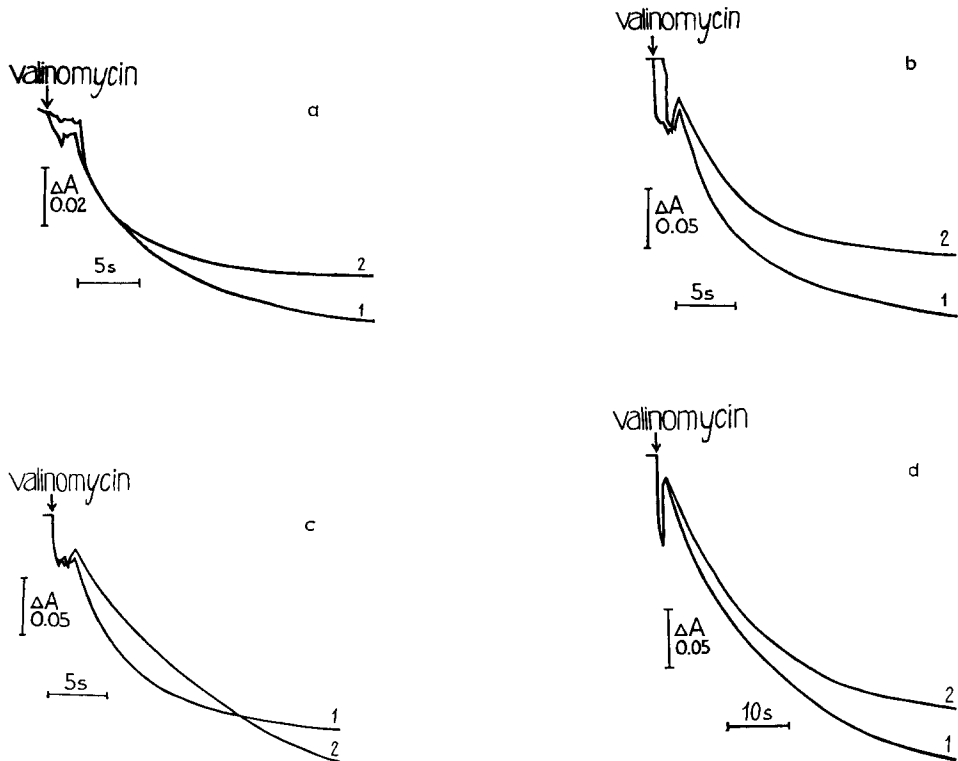 valinomycin
a
ΔA
0.02
5s
2
1
valinomycin
b
ΔA
0.05
5s
2
1
valinomycin
c
ΔA
0.05
5s
1
2
valinomycin
d
ΔA
0.05
10s
2
1